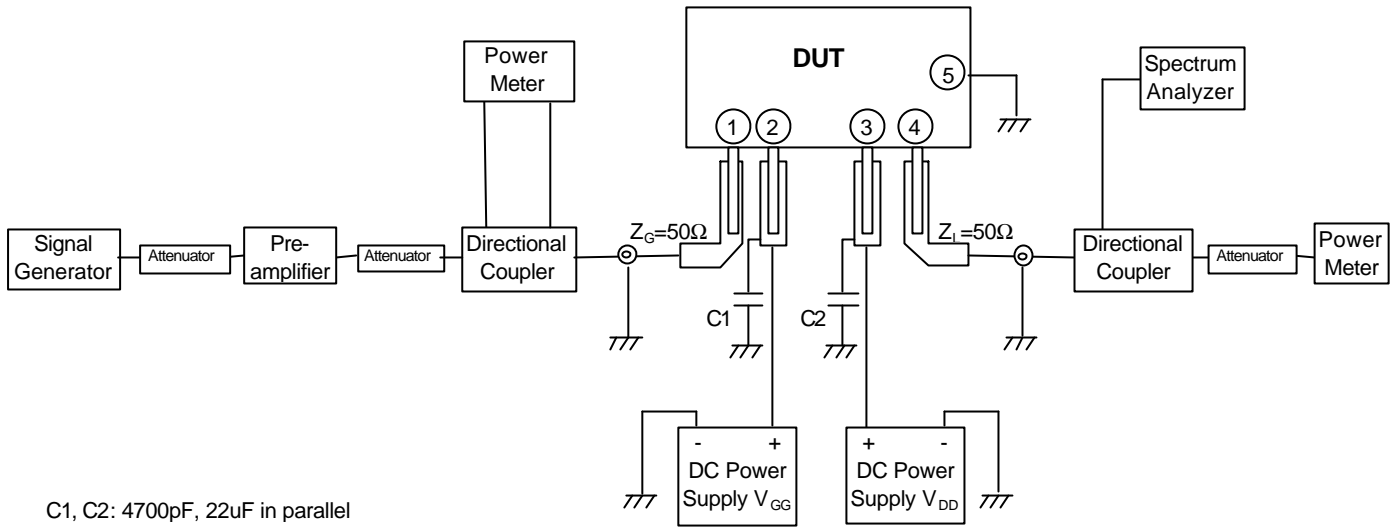 DUT
Power
Meter
5
Spectrum
Analyzer
1
2
3
4
Signal
Generator
Attenuator
Pre-
amplifier
Attenuator
Directional
Coupler
Z_G=50Ω
Z_L=50Ω
Directional
Coupler
Attenuator
Power
Meter
C1
C2
- +
DC Power
Supply V_GG
+ -
DC Power
Supply V_DD
C1, C2: 4700pF, 22uF in parallel